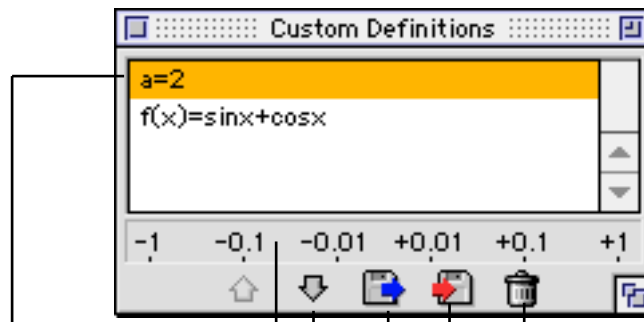 Custom Definitions
a=2
f(x)=sinx+cosx
-1 -0.1 -0.01 +0.01 +0.1 +1